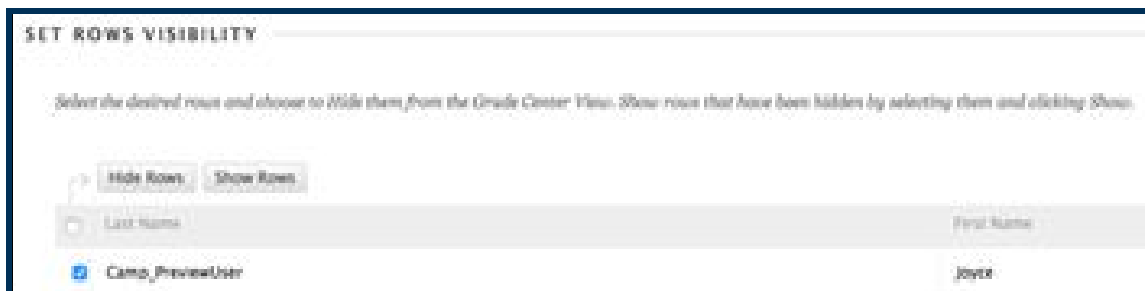 SET ROWS VISIBILITY
Select the desired rows and choose to Hide them from the Grade Center View. Show rows that have been hidden by selecting them and clicking Show.
Hide Rows Show Rows
Last Name First Name
Camp_PreviewUser Joyce